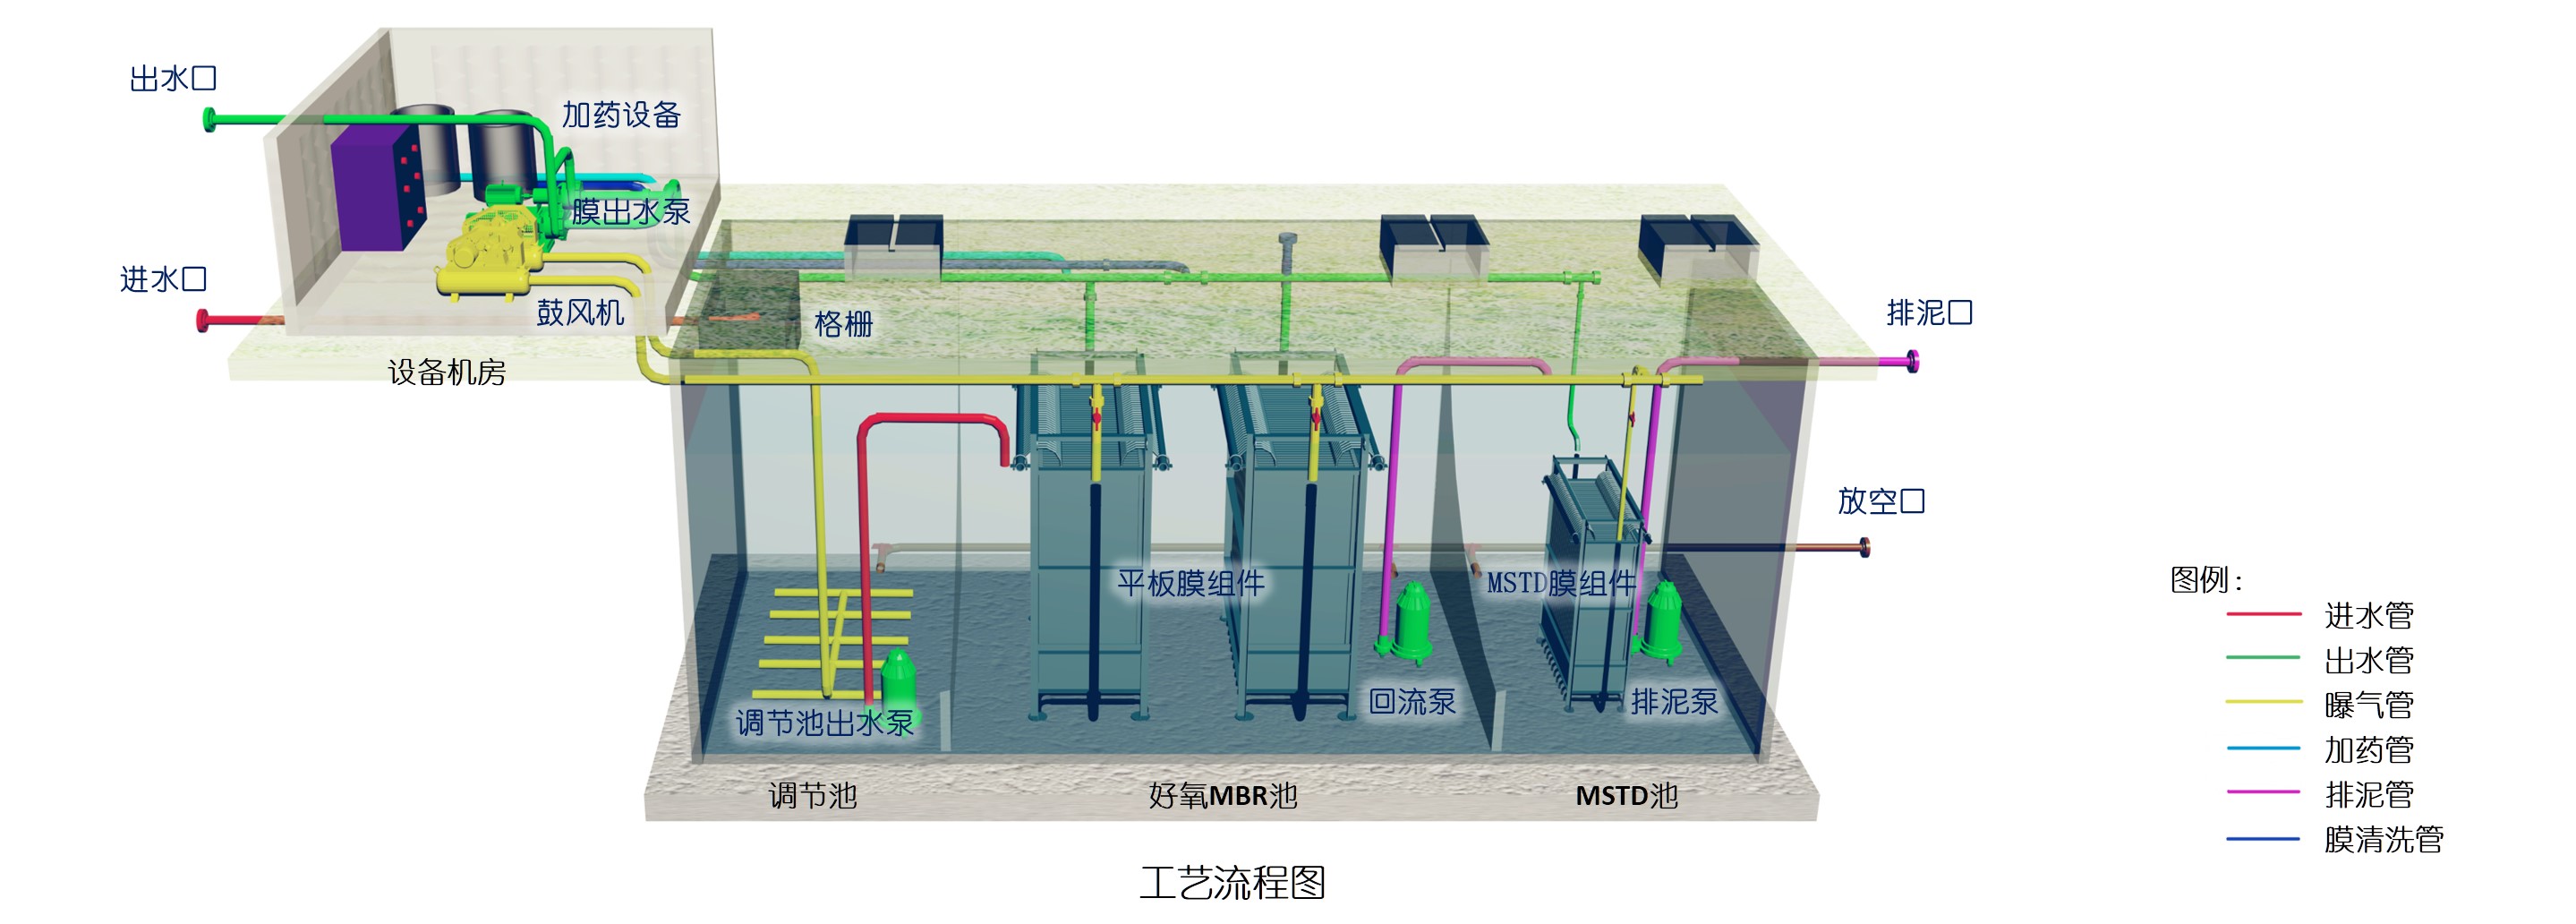 出水口
加药设备
膜出水泵
进水口
鼓风机
格栅
设备机房
排泥口
放空口
平板膜组件
MSTD膜组件
回流泵
排泥泵
调节池出水泵
调节池
好氧MBR池
MSTD池
图例：
进水管
出水管
曝气管
加药管
排泥管
膜清洗管
工艺流程图